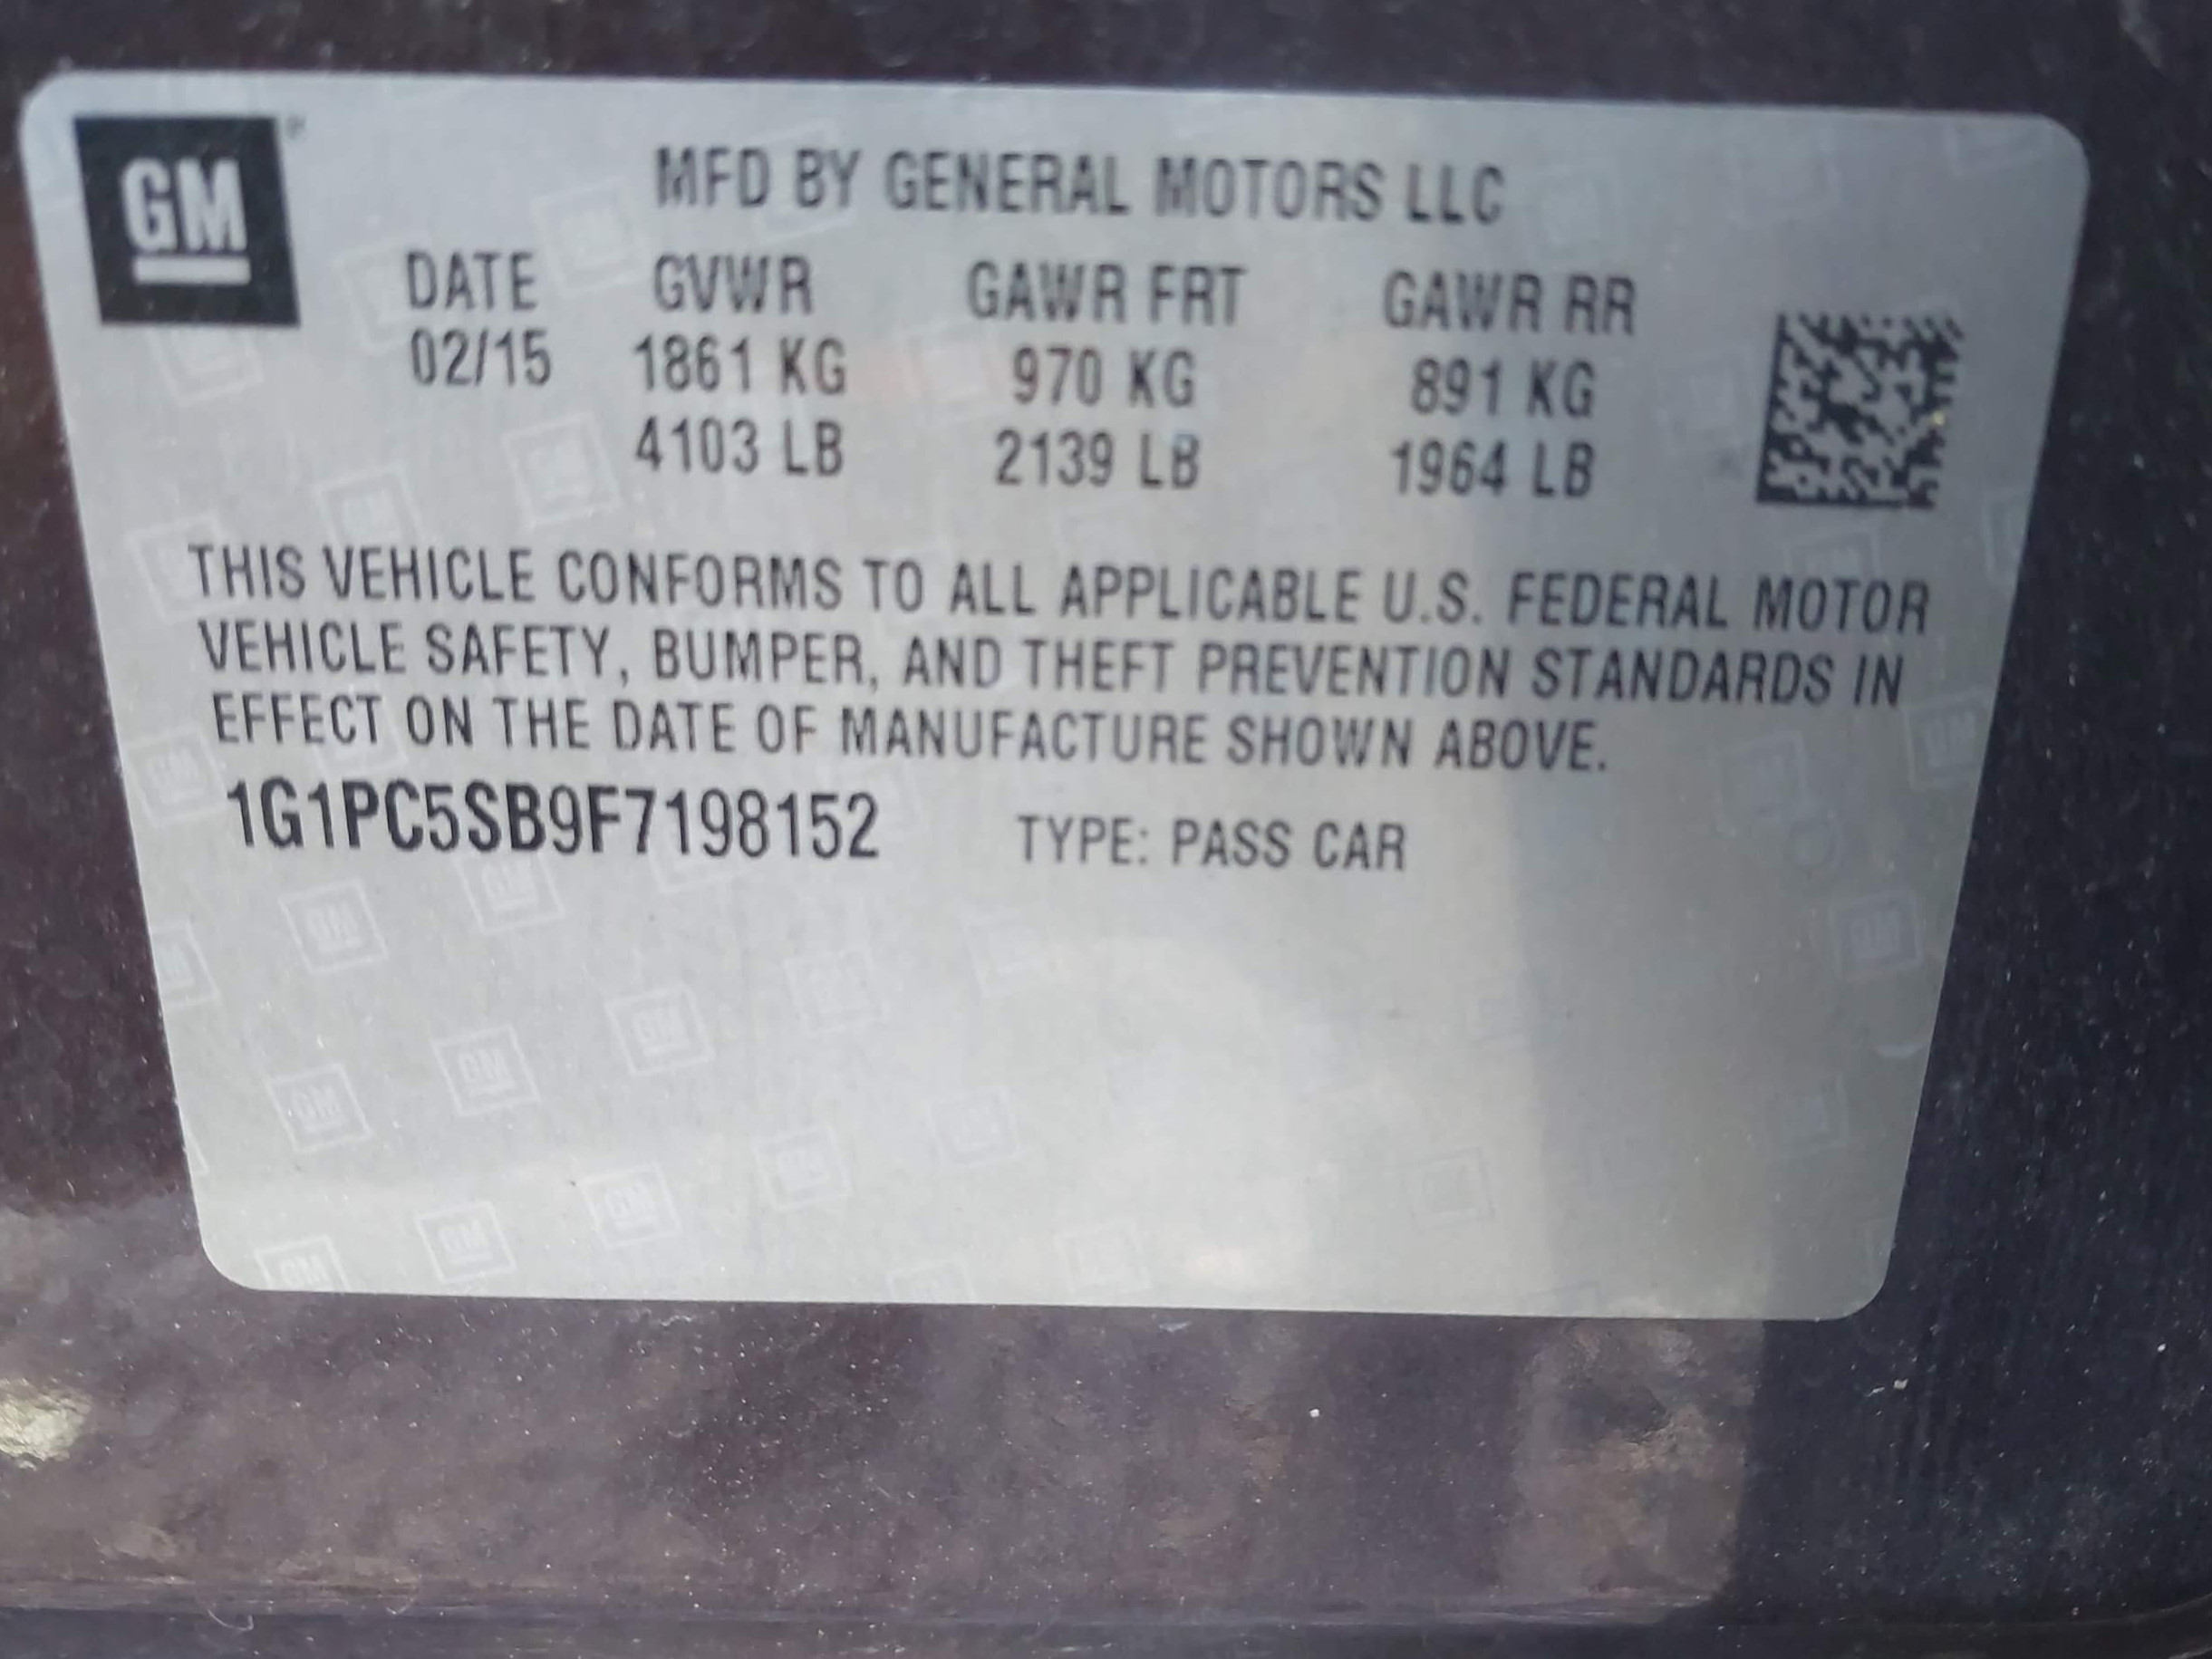 GM
MFD BY GENERAL MOTORS LLC
DATE GVWR GAWR FRT GAWR RR
02/15 1861 KG 970 KG 891 KG
4103 LB 2139 LB 1964 LB
THIS VEHICLE CONFORMS TO ALL APPLICABLE U.S. FEDERAL MOTOR
VEHICLE SAFETY, BUMPER, AND THEFT PREVENTION STANDARDS IN
EFFECT ON THE DATE OF MANUFACTURE SHOWN ABOVE.
1G1PC5SB9F7198152 TYPE: PASS CAR